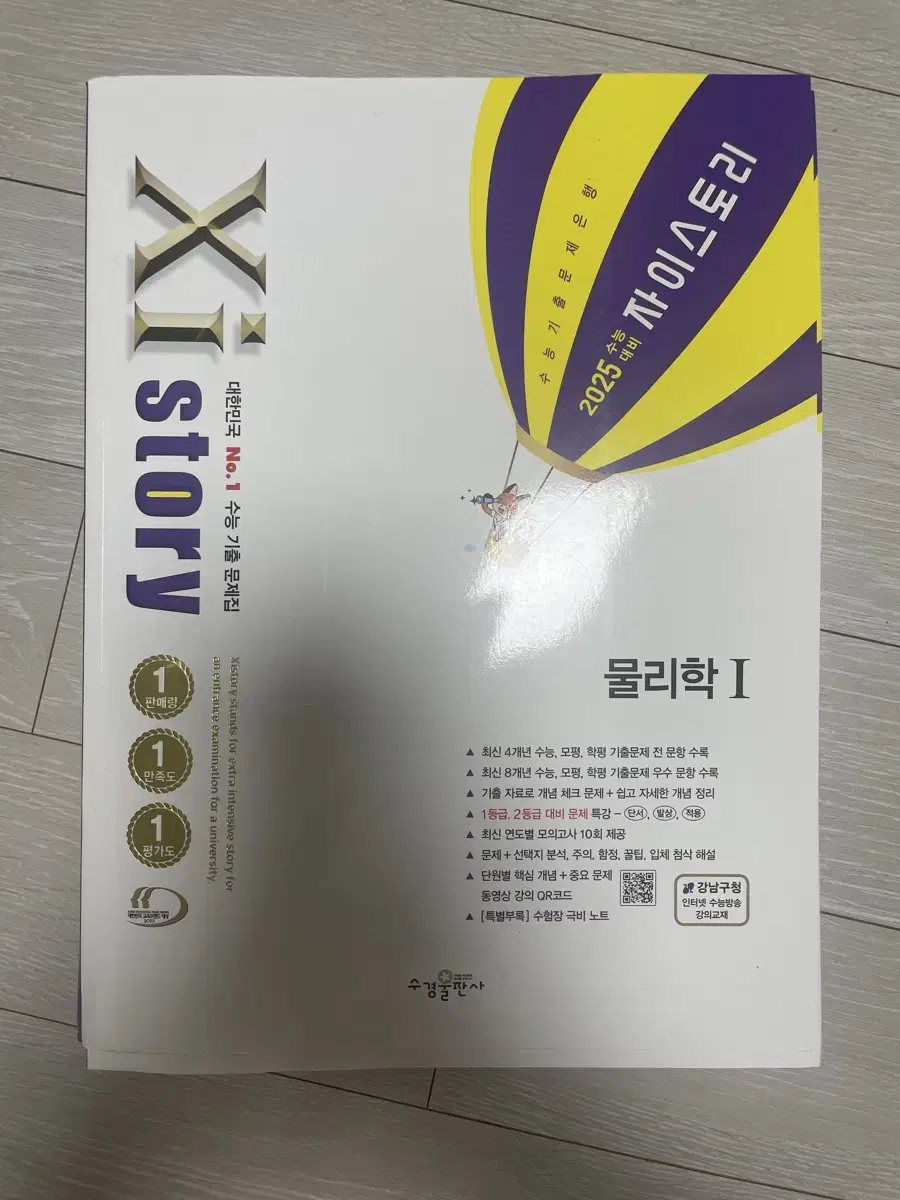 Xi
story
대한민국 No.1 수능 기출 문제집
Xistory stands for extra intensive story for
an entrance examination for a university.
1
판매량
1
만족도
1
평가도
2025 수능
대비
자이스토리
수능 기출 문제 은행
물리학 I
▲ 최신 4개년 수능, 모평, 학평 기출문제 전 문항 수록
▲ 최신 8개년 수능, 모평, 학평 기출문제 우수 문항 수록
▲ 기출 자료로 개념 체크 문제 + 쉽고 자세한 개념 정리
▲ 1등급, 2등급 대비 문제 특강 – 단서, 발상, 적용
▲ 최신 연도별 모의고사 10회 제공
▲ 문제 + 선택지 분석, 주의, 함정, 꿀팁, 입체 첨삭 해설
▲ 단원별 핵심 개념 + 중요 문제
동영상 강의 QR코드
▲ [특별부록] 수험장 극비 노트
강남구청
인터넷 수능방송
강의교재
수경출판사